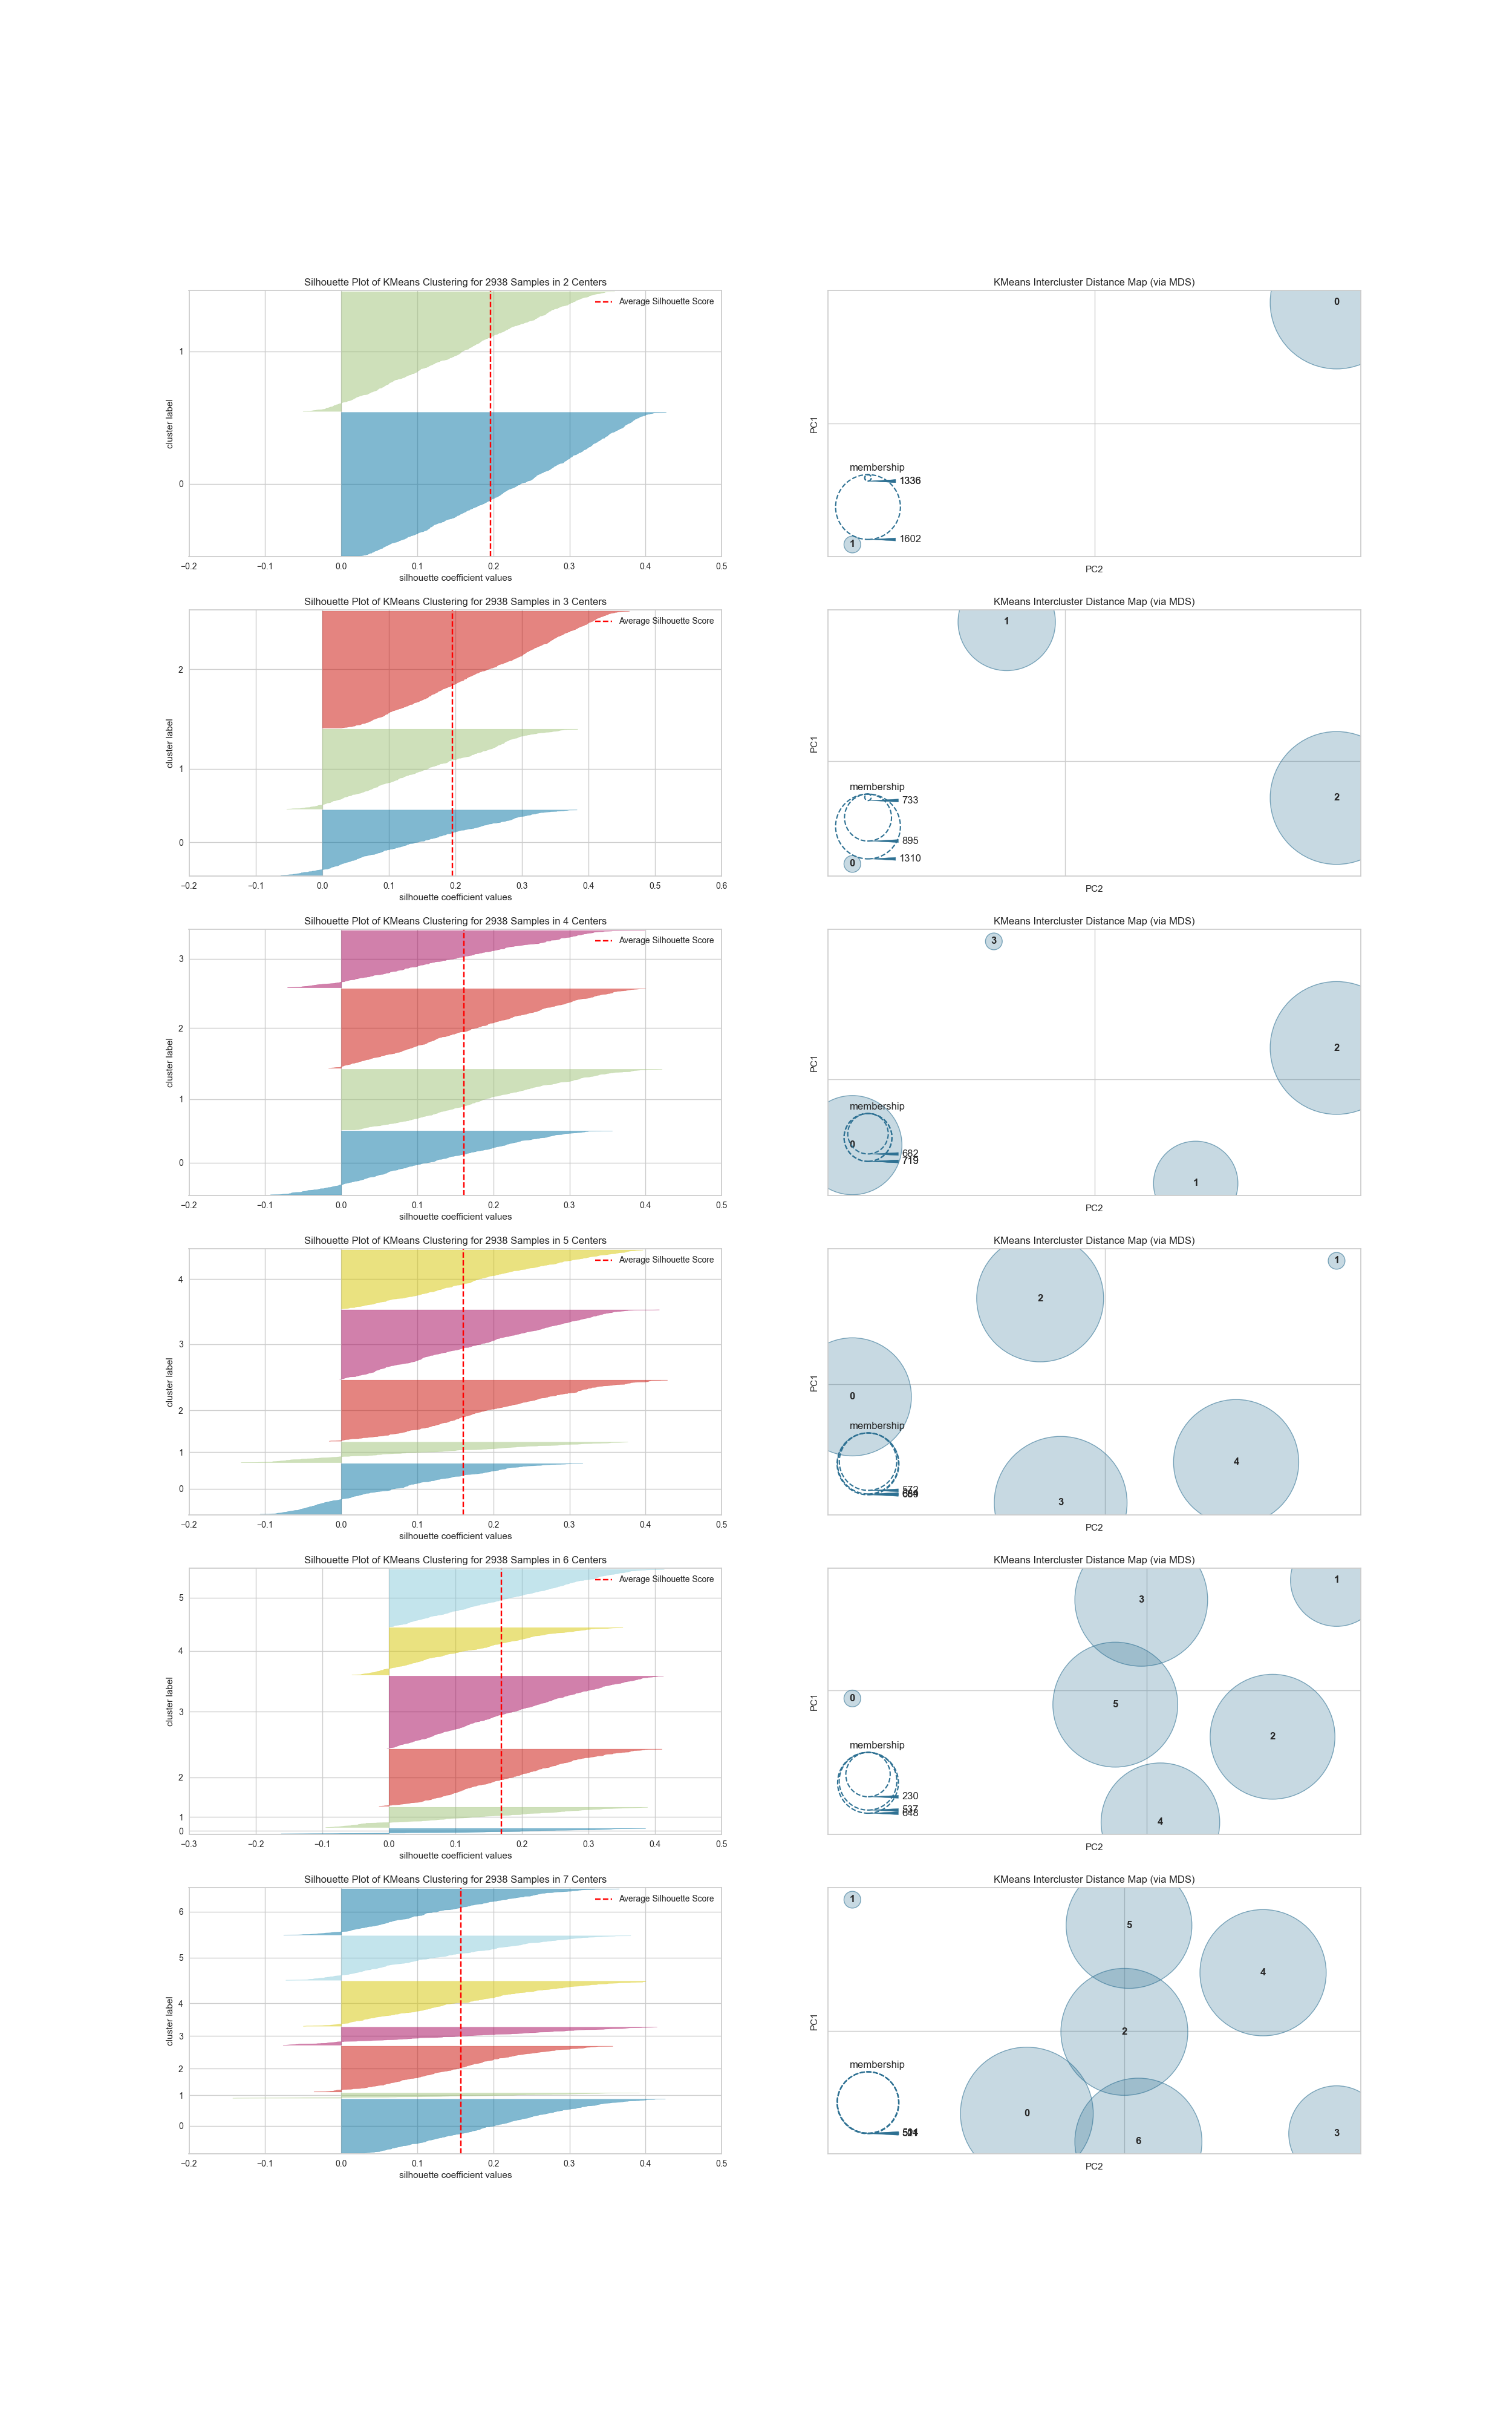 Silhouette Plot of KMeans Clustering for 2938 Samples in 2 Centers
Average Silhouette Score
cluster label
1
0
−0.2 −0.1 0.0 0.1 0.2 0.3 0.4 0.5
silhouette coefficient values
KMeans Intercluster Distance Map (via MDS)
0
PC1
membership
1336
1602
1
PC2
Silhouette Plot of KMeans Clustering for 2938 Samples in 3 Centers
Average Silhouette Score
cluster label
2
1
0
−0.2 −0.1 0.0 0.1 0.2 0.3 0.4 0.5 0.6
silhouette coefficient values
KMeans Intercluster Distance Map (via MDS)
1
PC1
2
membership
733
895
1310
0
PC2
Silhouette Plot of KMeans Clustering for 2938 Samples in 4 Centers
Average Silhouette Score
cluster label
3
2
1
0
−0.2 −0.1 0.0 0.1 0.2 0.3 0.4 0.5
silhouette coefficient values
KMeans Intercluster Distance Map (via MDS)
3
2
PC1
membership
0
682
719
1
PC2
Silhouette Plot of KMeans Clustering for 2938 Samples in 5 Centers
Average Silhouette Score
cluster label
4
3
2
1
0
−0.2 −0.1 0.0 0.1 0.2 0.3 0.4 0.5
silhouette coefficient values
KMeans Intercluster Distance Map (via MDS)
1
2
PC1
0
membership
4
572
3
PC2
Silhouette Plot of KMeans Clustering for 2938 Samples in 6 Centers
Average Silhouette Score
cluster label
5
4
3
2
1
0
−0.3 −0.2 −0.1 0.0 0.1 0.2 0.3 0.4 0.5
silhouette coefficient values
KMeans Intercluster Distance Map (via MDS)
1
3
PC1
0
5
2
membership
230
537
648
4
PC2
Silhouette Plot of KMeans Clustering for 2938 Samples in 7 Centers
Average Silhouette Score
cluster label
6
5
4
3
2
1
0
−0.2 −0.1 0.0 0.1 0.2 0.3 0.4 0.5
silhouette coefficient values
KMeans Intercluster Distance Map (via MDS)
1
5
4
PC1
2
membership
0
3
6
PC2